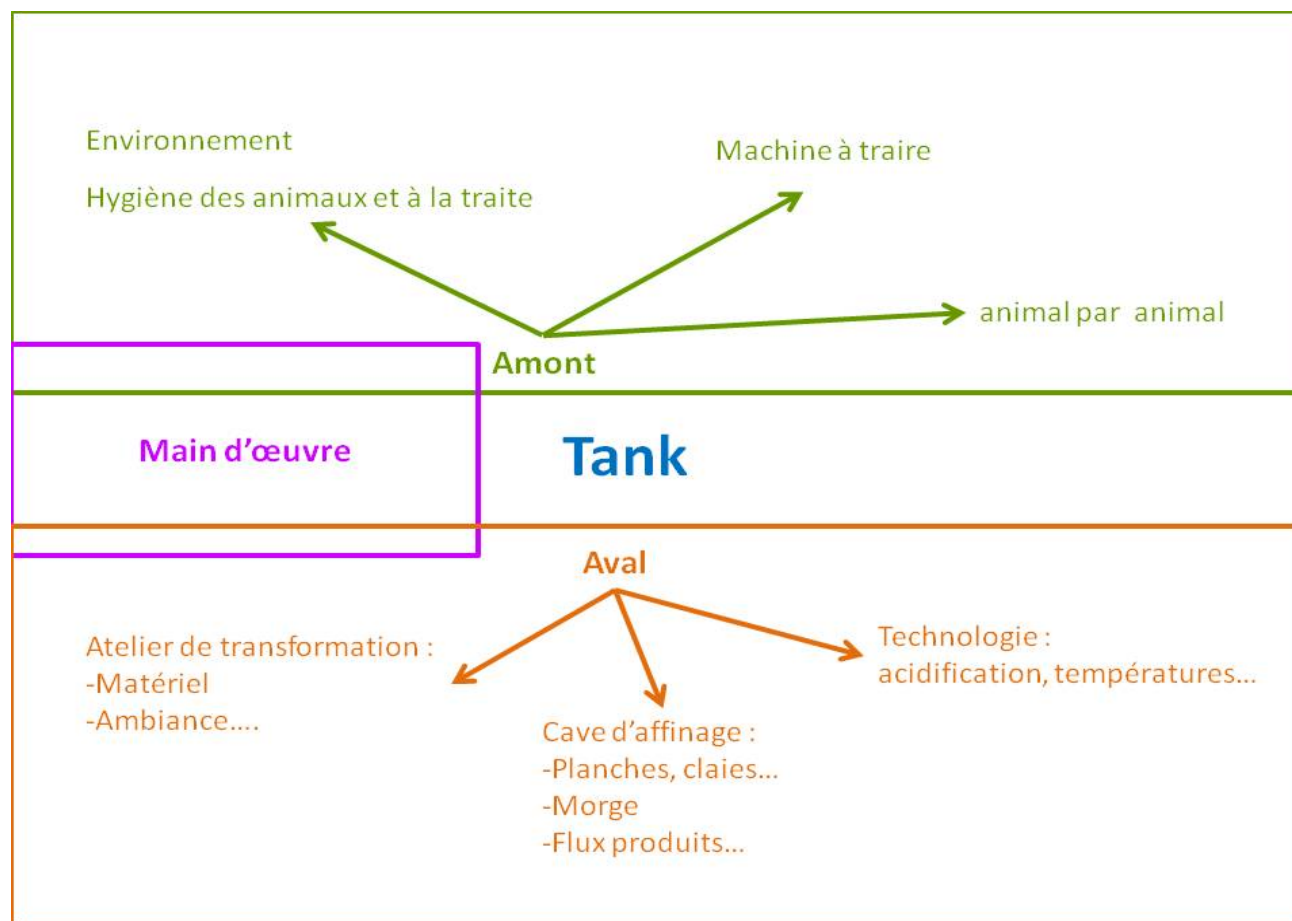 Environnement
Hygiène des animaux et à la traite
Machine à traire
animal par animal
Amont
Main d’œuvre
Tank
Aval
Atelier de transformation :
-Matériel
-Ambiance….
Cave d’affinage :
-Planches, claies…
-Morge
-Flux produits…
Technologie :
acidification, températures…